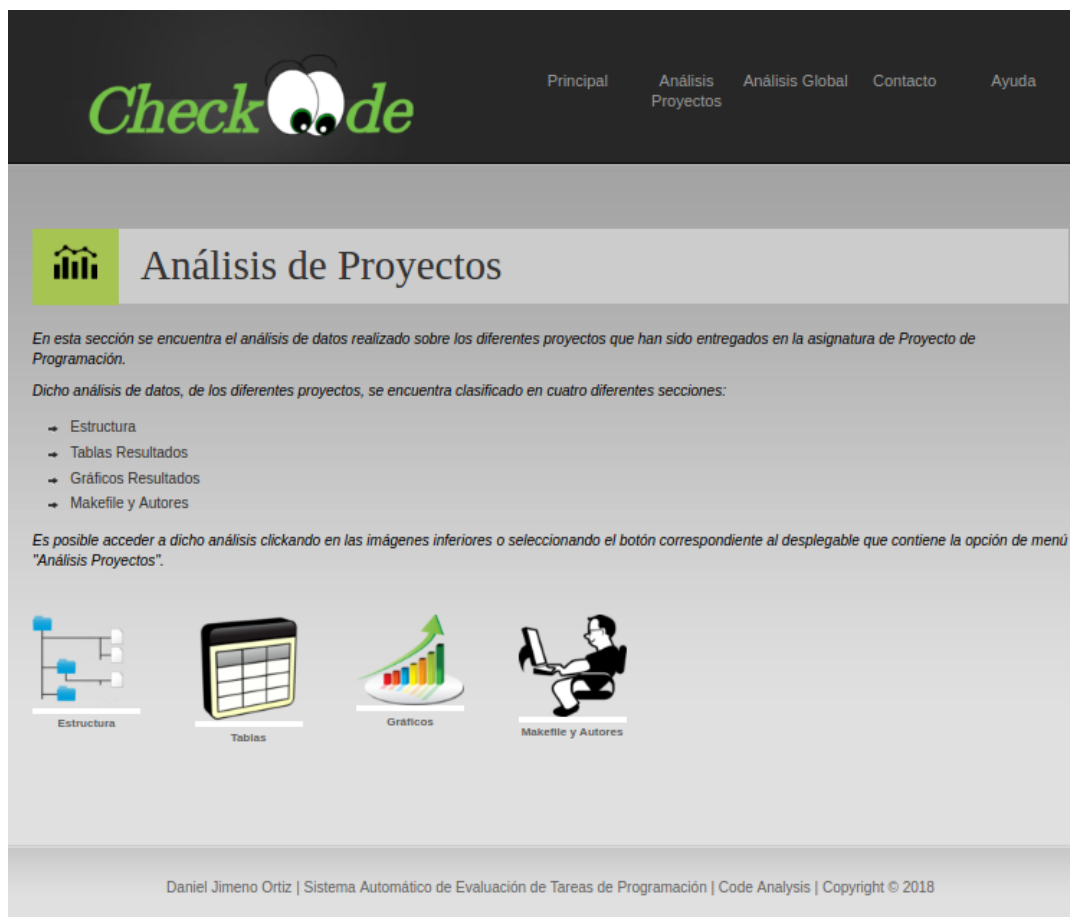 Check de
Principal
Análisis
Proyectos
Análisis Global
Contacto
Ayuda
Análisis de Proyectos
En esta sección se encuentra el análisis de datos realizado sobre los diferentes proyectos que han sido entregados en la asignatura de Proyecto de
Programación.
Dicho análisis de datos, de los diferentes proyectos, se encuentra clasificado en cuatro diferentes secciones:
Estructura
Tablas Resultados
Gráficos Resultados
Makefile y Autores
Es posible acceder a dicho análisis clickando en las imágenes inferiores o seleccionando el botón correspondiente al desplegable que contiene la opción de menú
"Análisis Proyectos".
Estructura
Tablas
Gráficos
Makefile y Autores
Daniel Jimeno Ortiz | Sistema Automático de Evaluación de Tareas de Programación | Code Analysis | Copyright © 2018